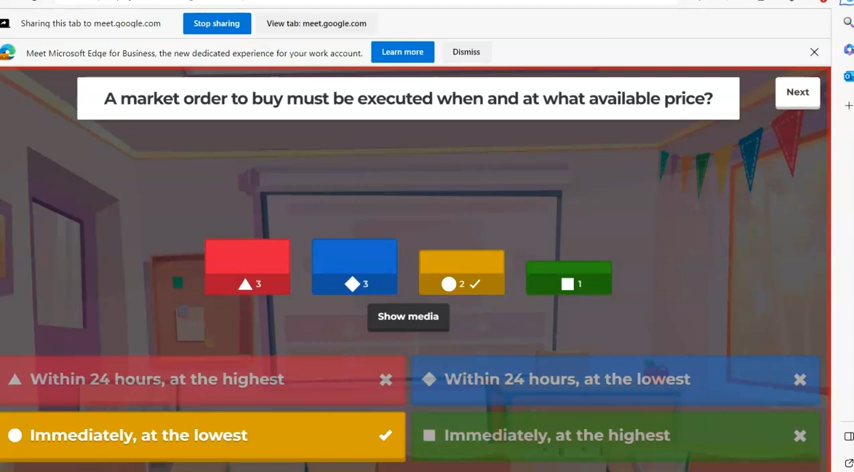 Sharing this tab to meet.google.com
Stop sharing
View tab: meet.google.com
Meet Microsoft Edge for Business, the new dedicated experience for your work account.
Learn more
Dismiss
A market order to buy must be executed when and at what available price?
Next
3
3
2
1
Show media
Within 24 hours, at the highest
Within 24 hours, at the lowest
Immediately, at the lowest
Immediately, at the highest